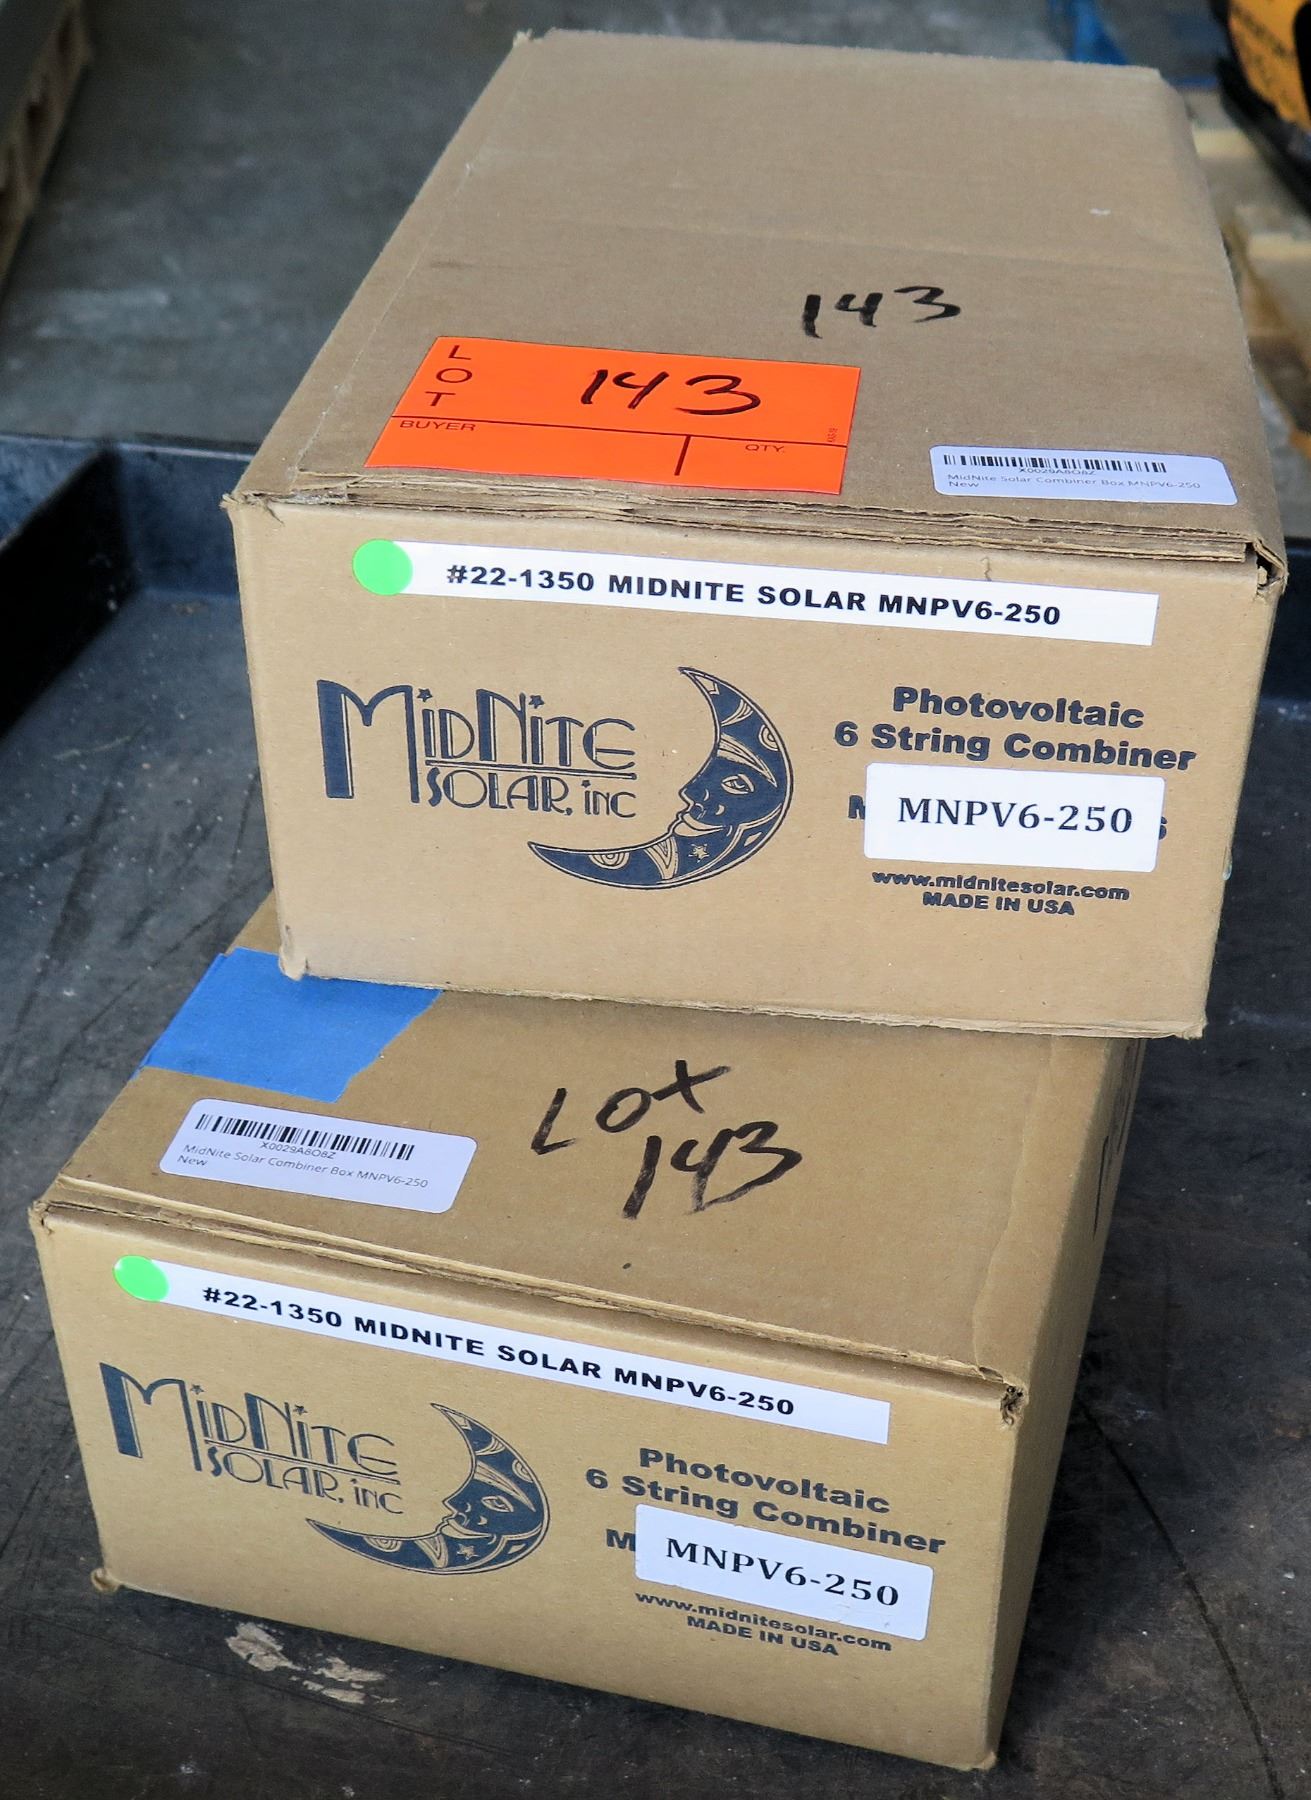 143
LOT
143
BUYER
QTY.
X0029A8O8Z
MidNite Solar Combiner Box MNPV6-250
New
#22-1350 MIDNITE SOLAR MNPV6-250
MIDNITE
SOLAR, INC
Photovoltaic
6 String Combiner
MNPV6-250
www.midnitesolar.com
MADE IN USA
LOT
143
X0029A8O8Z
MidNite Solar Combiner Box MNPV6-250
New
#22-1350 MIDNITE SOLAR MNPV6-250
MIDNITE
SOLAR, INC
Photovoltaic
6 String Combiner
M
MNPV6-250
www.midnitesolar.com
MADE IN USA